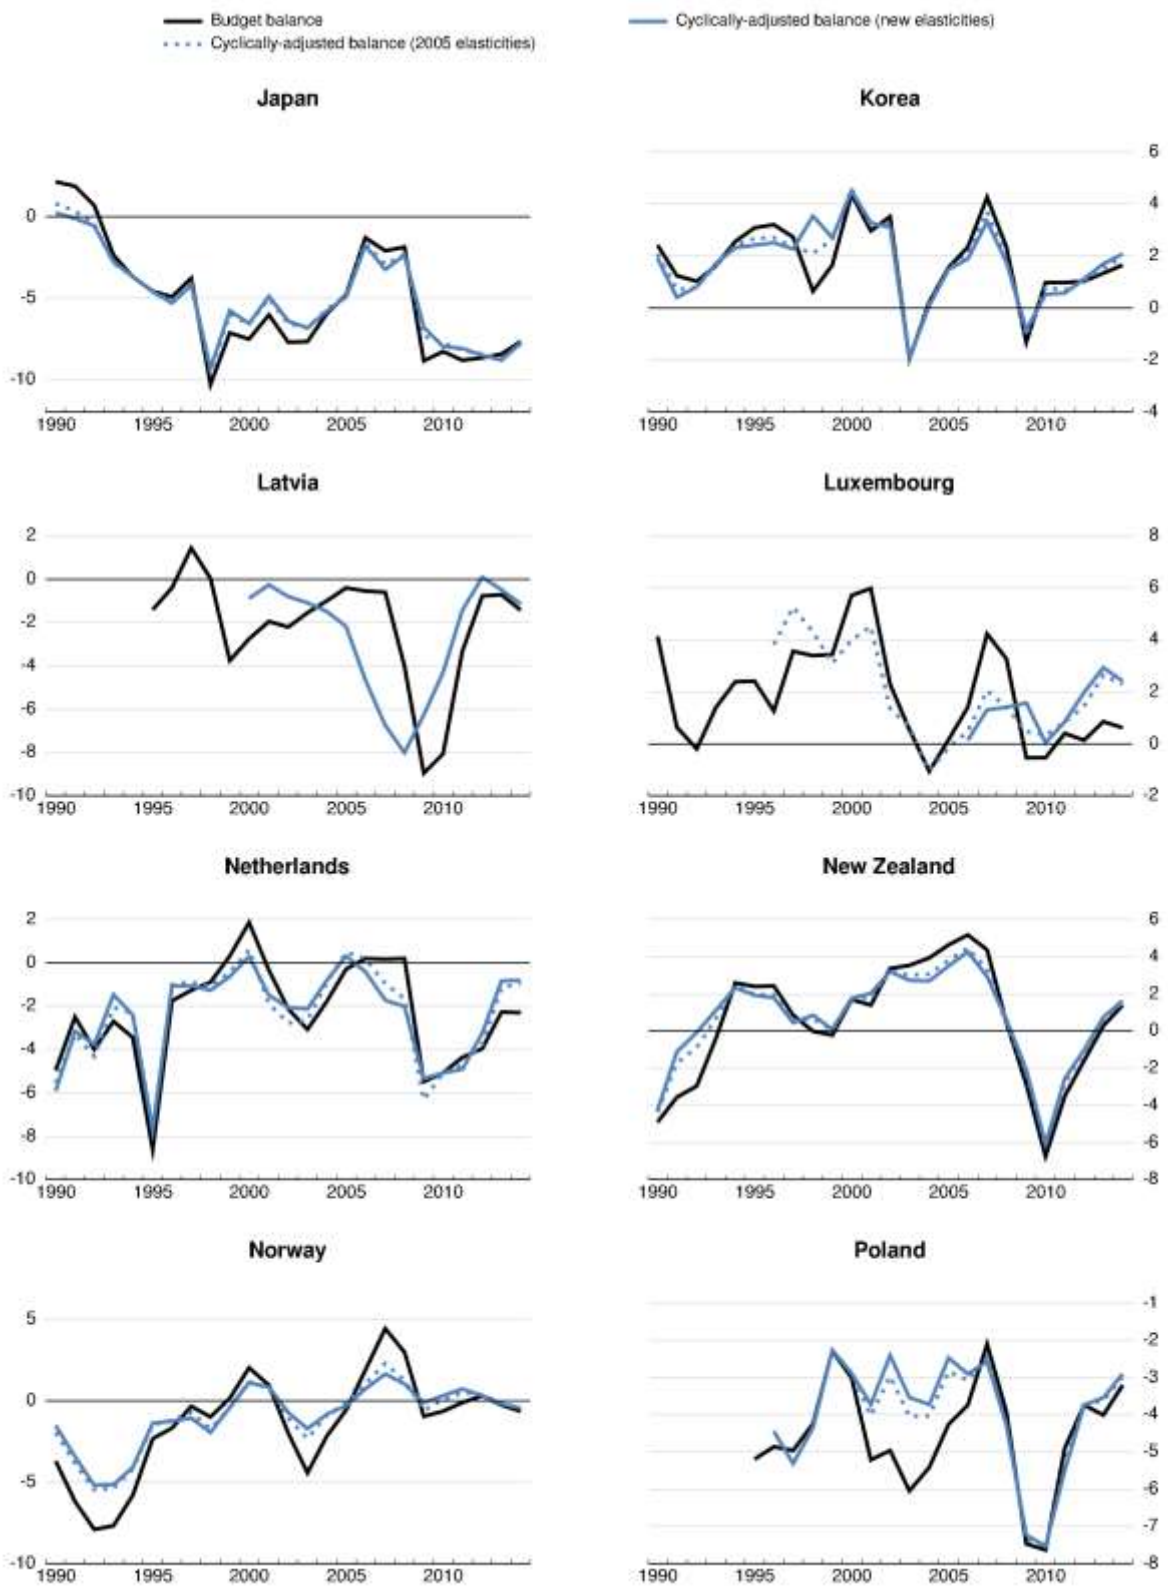 Budget balance
Cyclically-adjusted balance (new elasticities)
Cyclically-adjusted balance (2005 elasticities)
Japan
0
-5
-10
1990 1995 2000 2005 2010
Korea
6
4
2
0
-2
-4
1990 1995 2000 2005 2010
Latvia
2
0
-2
-4
-6
-8
-10
1990 1995 2000 2005 2010
Luxembourg
8
6
4
2
0
-2
1990 1995 2000 2005 2010
Netherlands
2
0
-2
-4
-6
-8
-10
1990 1995 2000 2005 2010
New Zealand
6
4
2
0
-2
-4
-6
-8
1990 1995 2000 2005 2010
Norway
5
0
-5
-10
1990 1995 2000 2005 2010
Poland
-1
-2
-3
-4
-5
-6
-7
-8
1990 1995 2000 2005 2010